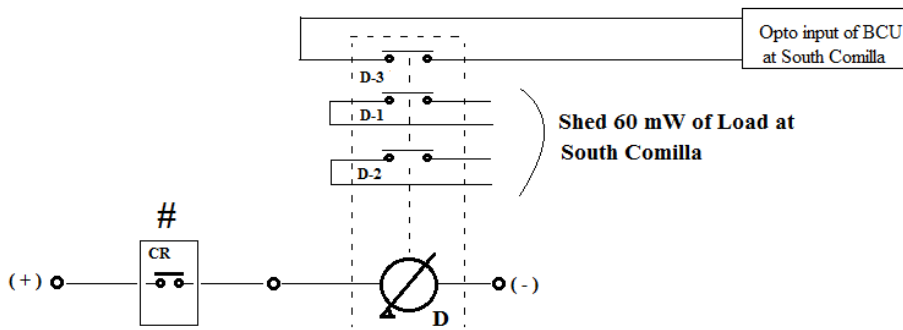 Opto input of BCU
at South Comilla
D-3
D-1
Shed 60 mW of Load at
South Comilla
D-2
#
CR
(+)
(-)
D